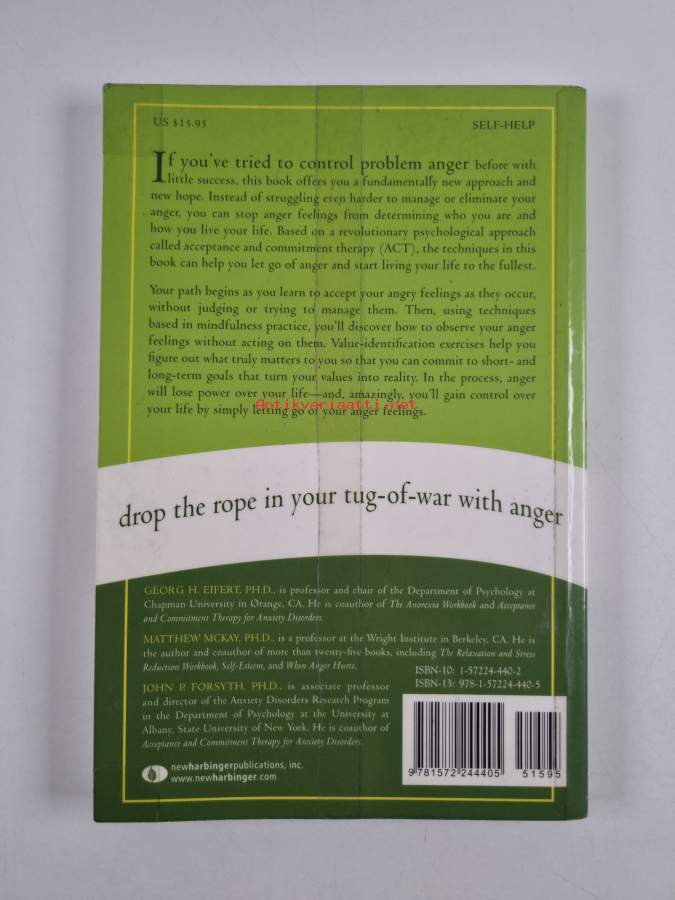 US $15.95
SELF-HELP
If you've tried to control problem anger before with
little success, this book offers you a fundamentally new approach and
new hope. Instead of struggling even harder to manage or eliminate your
anger, you can stop anger feelings from determining who you are and
how you live your life. Based on a revolutionary psychological approach
called acceptance and commitment therapy (ACT), the techniques in this
book can help you let go of anger and start living your life to the fullest.
Your path begins as you learn to accept your angry feelings as they occur,
without judging or trying to manage them. Then, using techniques
based in mindfulness practice, you'll discover how to observe your anger
feelings without acting on them. Value-identification exercises help you
figure out what truly matters to you so that you can commit to short- and
long-term goals that turn your values into reality. In the process, anger
will lose power over your life—and, amazingly, you'll gain control over
your life by simply letting go of your anger feelings.
Antikvariaatti.net
drop the rope in your tug-of-war with anger
GEORG H. EIFERT, PH.D., is professor and chair of the Department of Psychology at
Chapman University in Orange, CA. He is coauthor of The Anorexia Workbook and Acceptance
and Commitment Therapy for Anxiety Disorders.
MATTHEW MCKAY, PH.D., is a professor at the Wright Institute in Berkeley, CA. He is
the author and coauthor of more than twenty-five books, including The Relaxation and Stress
Reduction Workbook, Self-Esteem, and When Anger Hurts.
JOHN P. FORSYTH, PH.D., is associate professor
and director of the Anxiety Disorders Research Program
in the Department of Psychology at the University at
Albany, State University of New York. He is coauthor of
Acceptance and Commitment Therapy for Anxiety Disorders.
ISBN-10: 1-57224-440-2
ISBN-13: 978-1-57224-440-5
9 781572 244405
51595
newharbingerpublications, inc.
www.newharbinger.com